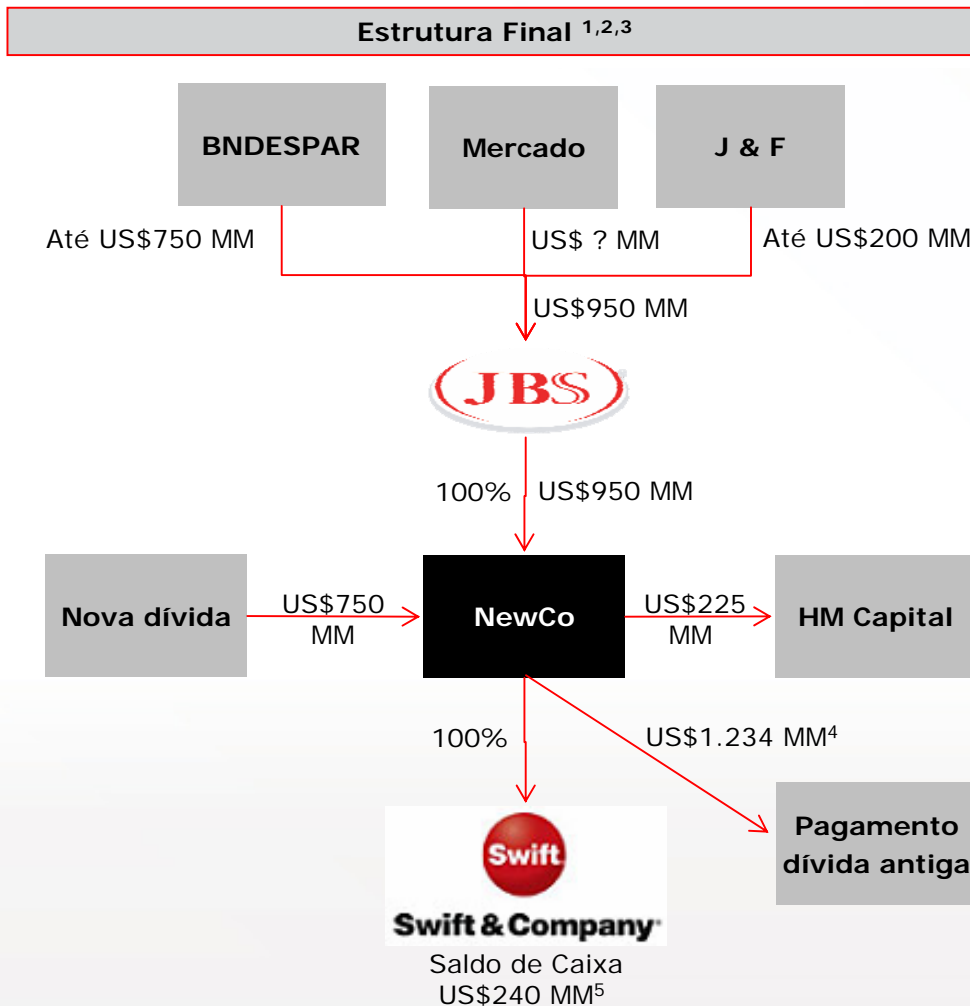 Estrutura Final 1,2,3
BNDESPAR
Mercado
J & F
Até US$750 MM
US$ ? MM
Até US$200 MM
US$950 MM
JBS
100%
US$950 MM
Nova dívida
US$750
MM
NewCo
US$225
MM
HM Capital
100%
US$1.234 MM4
Pagamento
dívida antiga
Swift
Swift & Company
Saldo de Caixa
US$240 MM5